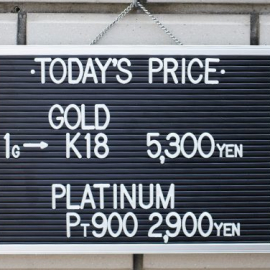 ·TODAY'S PRICE·
GOLD
1G→ K18 5,300YEN
PLATINUM
PT900 2,900YEN